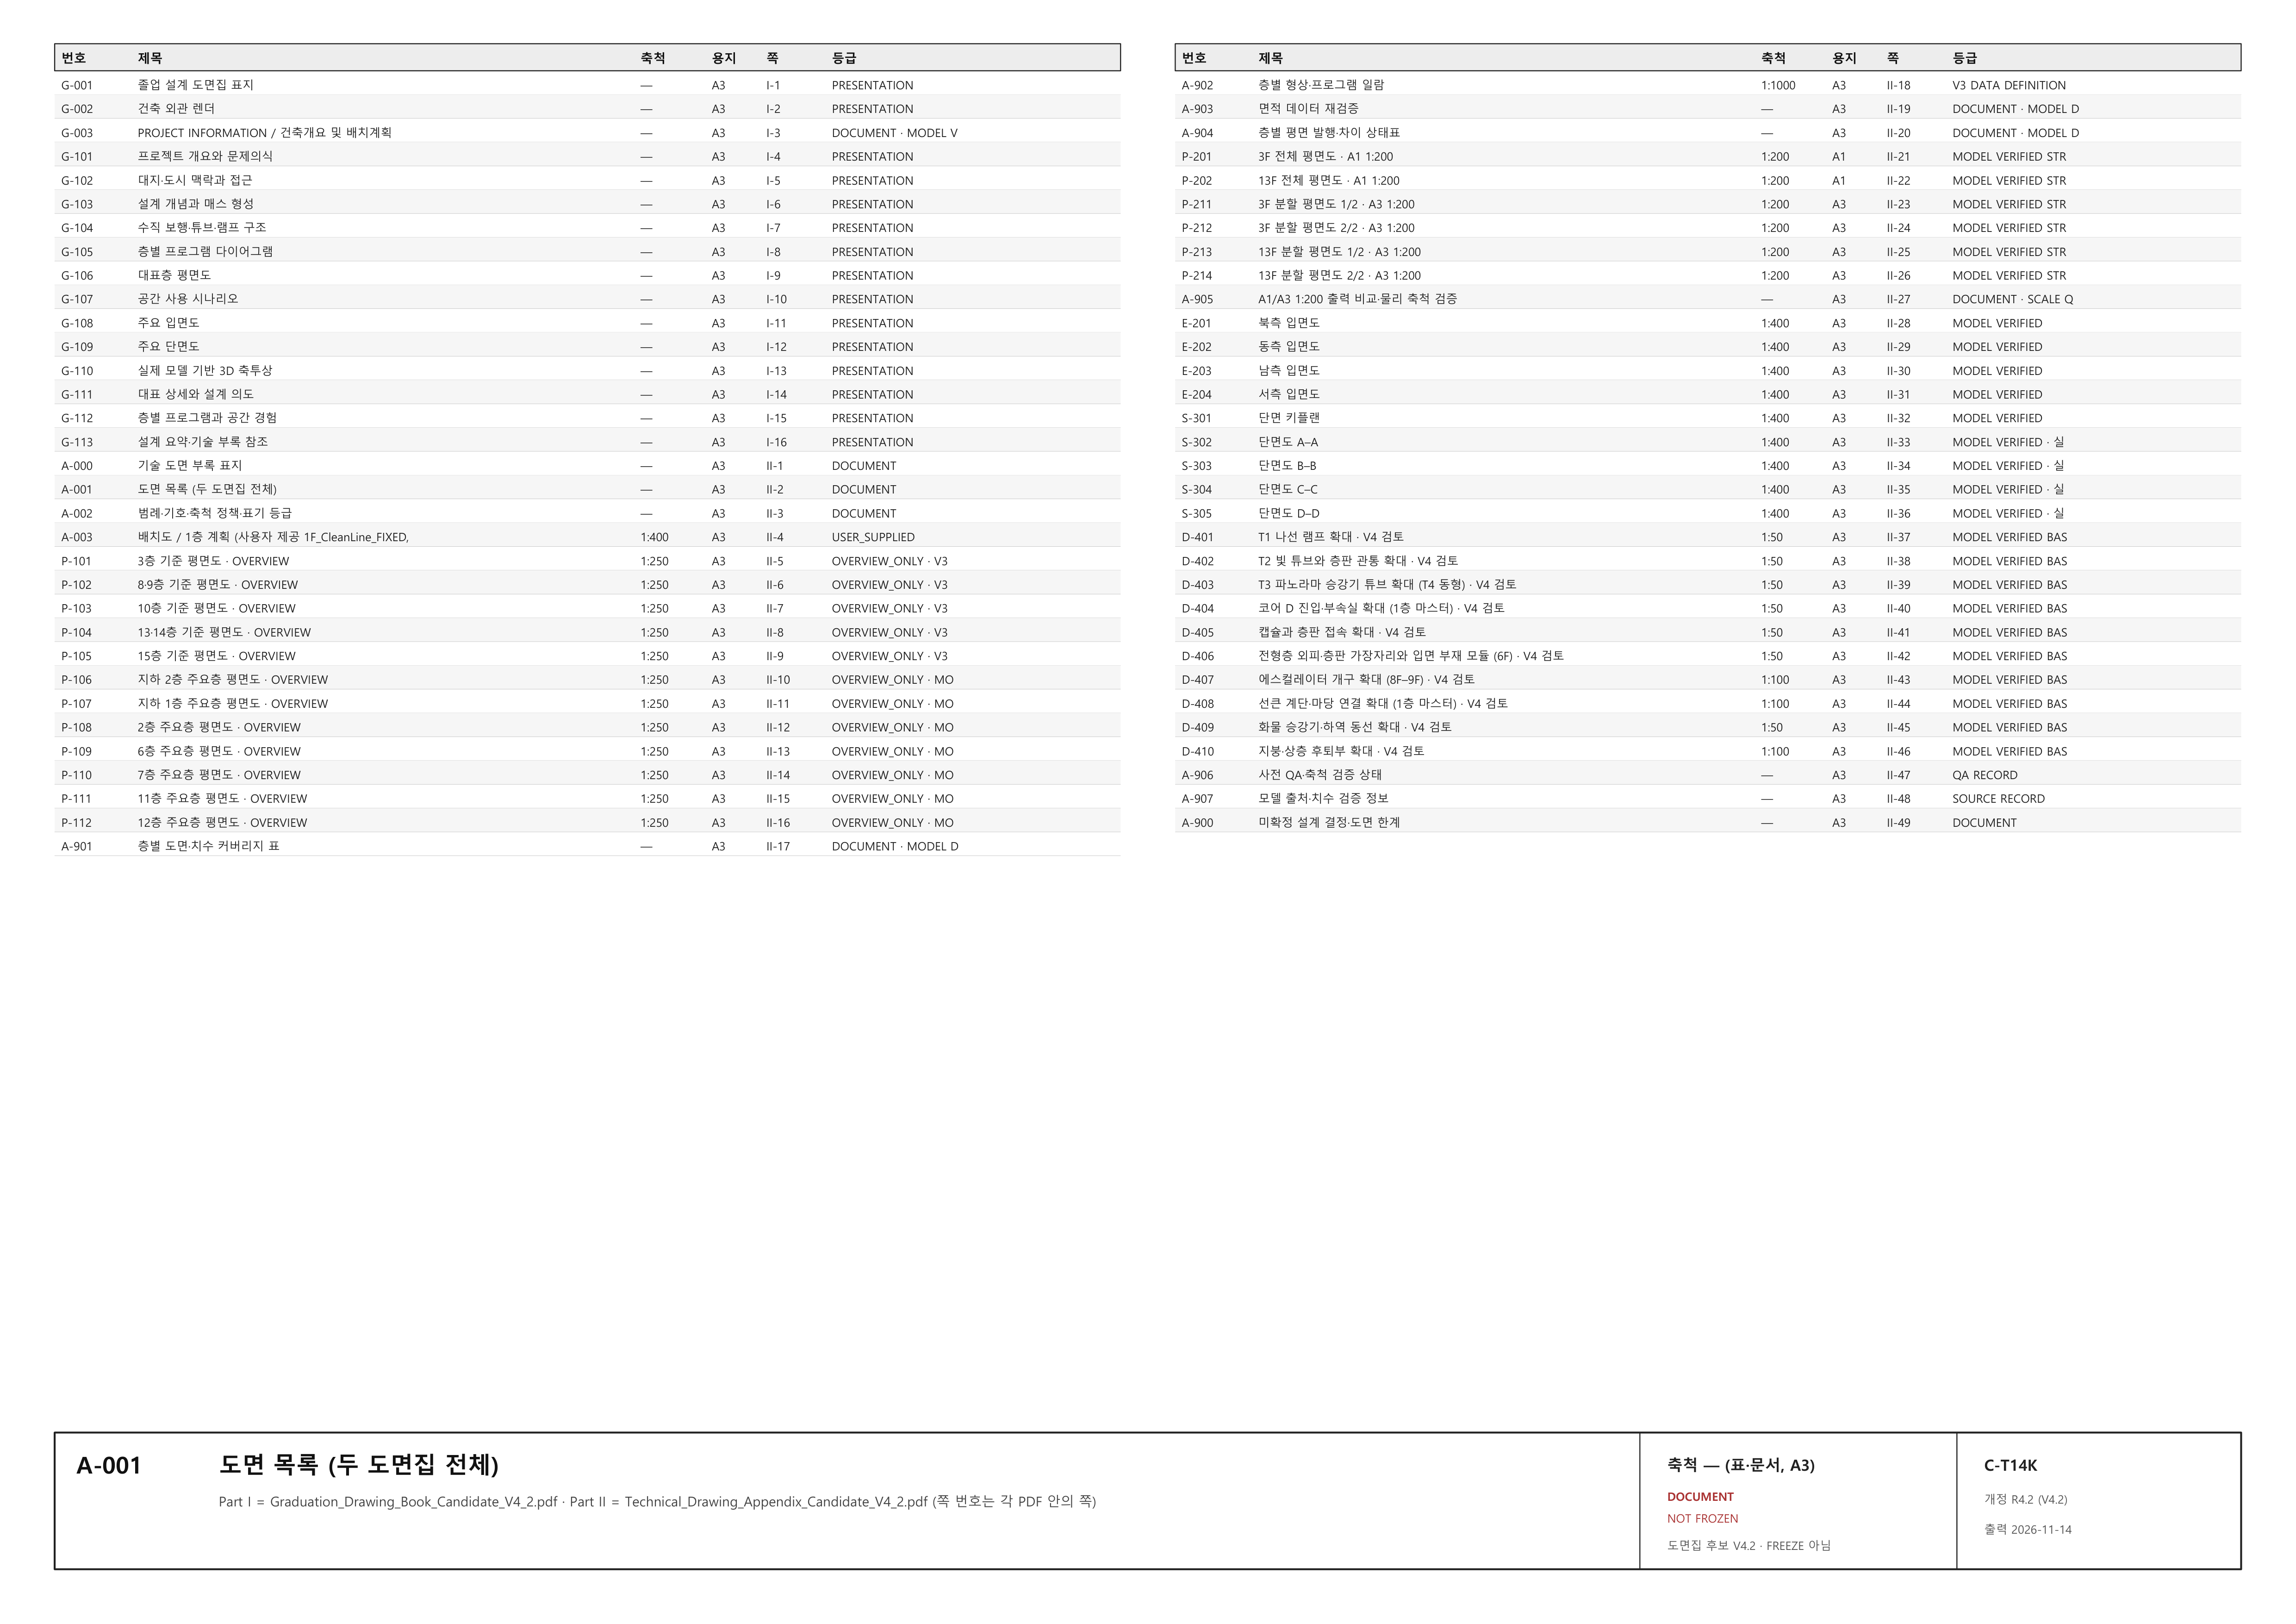 번호 제목 축척 용지 쪽 등급
G-001 졸업 설계 도면집 표지 — A3 I-1 PRESENTATION
G-002 건축 외관 렌더 — A3 I-2 PRESENTATION
G-003 PROJECT INFORMATION / 건축개요 및 배치계획 — A3 I-3 DOCUMENT · MODEL V
G-101 프로젝트 개요와 문제의식 — A3 I-4 PRESENTATION
G-102 대지·도시 맥락과 접근 — A3 I-5 PRESENTATION
G-103 설계 개념과 매스 형성 — A3 I-6 PRESENTATION
G-104 수직 보행·튜브·램프 구조 — A3 I-7 PRESENTATION
G-105 층별 프로그램 다이어그램 — A3 I-8 PRESENTATION
G-106 대표층 평면도 — A3 I-9 PRESENTATION
G-107 공간 사용 시나리오 — A3 I-10 PRESENTATION
G-108 주요 입면도 — A3 I-11 PRESENTATION
G-109 주요 단면도 — A3 I-12 PRESENTATION
G-110 실제 모델 기반 3D 축투상 — A3 I-13 PRESENTATION
G-111 대표 상세와 설계 의도 — A3 I-14 PRESENTATION
G-112 층별 프로그램과 공간 경험 — A3 I-15 PRESENTATION
G-113 설계 요약·기술 부록 참조 — A3 I-16 PRESENTATION
A-000 기술 도면 부록 표지 — A3 II-1 DOCUMENT
A-001 도면 목록 (두 도면집 전체) — A3 II-2 DOCUMENT
A-002 범례·기호·축척 정책·표기 등급 — A3 II-3 DOCUMENT
A-003 배치도 / 1층 계획 (사용자 제공 1F_CleanLine_FIXED, 1:400 A3 II-4 USER_SUPPLIED
P-101 3층 기준 평면도 · OVERVIEW 1:250 A3 II-5 OVERVIEW_ONLY · V3
P-102 8·9층 기준 평면도 · OVERVIEW 1:250 A3 II-6 OVERVIEW_ONLY · V3
P-103 10층 기준 평면도 · OVERVIEW 1:250 A3 II-7 OVERVIEW_ONLY · V3
P-104 13·14층 기준 평면도 · OVERVIEW 1:250 A3 II-8 OVERVIEW_ONLY · V3
P-105 15층 기준 평면도 · OVERVIEW 1:250 A3 II-9 OVERVIEW_ONLY · V3
P-106 지하 2층 주요층 평면도 · OVERVIEW 1:250 A3 II-10 OVERVIEW_ONLY · MO
P-107 지하 1층 주요층 평면도 · OVERVIEW 1:250 A3 II-11 OVERVIEW_ONLY · MO
P-108 2층 주요층 평면도 · OVERVIEW 1:250 A3 II-12 OVERVIEW_ONLY · MO
P-109 6층 주요층 평면도 · OVERVIEW 1:250 A3 II-13 OVERVIEW_ONLY · MO
P-110 7층 주요층 평면도 · OVERVIEW 1:250 A3 II-14 OVERVIEW_ONLY · MO
P-111 11층 주요층 평면도 · OVERVIEW 1:250 A3 II-15 OVERVIEW_ONLY · MO
P-112 12층 주요층 평면도 · OVERVIEW 1:250 A3 II-16 OVERVIEW_ONLY · MO
A-901 층별 도면·치수 커버리지 표 — A3 II-17 DOCUMENT · MODEL D
번호 제목 축척 용지 쪽 등급
A-902 층별 형상·프로그램 일람 1:1000 A3 II-18 V3 DATA DEFINITION
A-903 면적 데이터 재검증 — A3 II-19 DOCUMENT · MODEL D
A-904 층별 평면 발행·차이 상태표 — A3 II-20 DOCUMENT · MODEL D
P-201 3F 전체 평면도 · A1 1:200 1:200 A1 II-21 MODEL VERIFIED STR
P-202 13F 전체 평면도 · A1 1:200 1:200 A1 II-22 MODEL VERIFIED STR
P-211 3F 분할 평면도 1/2 · A3 1:200 1:200 A3 II-23 MODEL VERIFIED STR
P-212 3F 분할 평면도 2/2 · A3 1:200 1:200 A3 II-24 MODEL VERIFIED STR
P-213 13F 분할 평면도 1/2 · A3 1:200 1:200 A3 II-25 MODEL VERIFIED STR
P-214 13F 분할 평면도 2/2 · A3 1:200 1:200 A3 II-26 MODEL VERIFIED STR
A-905 A1/A3 1:200 출력 비교·물리 축척 검증 — A3 II-27 DOCUMENT · SCALE Q
E-201 북측 입면도 1:400 A3 II-28 MODEL VERIFIED
E-202 동측 입면도 1:400 A3 II-29 MODEL VERIFIED
E-203 남측 입면도 1:400 A3 II-30 MODEL VERIFIED
E-204 서측 입면도 1:400 A3 II-31 MODEL VERIFIED
S-301 단면 키플랜 1:400 A3 II-32 MODEL VERIFIED
S-302 단면도 A–A 1:400 A3 II-33 MODEL VERIFIED · 실
S-303 단면도 B–B 1:400 A3 II-34 MODEL VERIFIED · 실
S-304 단면도 C–C 1:400 A3 II-35 MODEL VERIFIED · 실
S-305 단면도 D–D 1:400 A3 II-36 MODEL VERIFIED · 실
D-401 T1 나선 램프 확대 · V4 검토 1:50 A3 II-37 MODEL VERIFIED BAS
D-402 T2 빛 튜브와 층판 관통 확대 · V4 검토 1:50 A3 II-38 MODEL VERIFIED BAS
D-403 T3 파노라마 승강기 튜브 확대 (T4 동형) · V4 검토 1:50 A3 II-39 MODEL VERIFIED BAS
D-404 코어 D 진입·부속실 확대 (1층 마스터) · V4 검토 1:50 A3 II-40 MODEL VERIFIED BAS
D-405 캡슐과 층판 접속 확대 · V4 검토 1:50 A3 II-41 MODEL VERIFIED BAS
D-406 전형층 외피·층판 가장자리와 입면 부재 모듈 (6F) · V4 검토 1:50 A3 II-42 MODEL VERIFIED BAS
D-407 에스컬레이터 개구 확대 (8F–9F) · V4 검토 1:100 A3 II-43 MODEL VERIFIED BAS
D-408 선큰 계단·마당 연결 확대 (1층 마스터) · V4 검토 1:100 A3 II-44 MODEL VERIFIED BAS
D-409 화물 승강기·하역 동선 확대 · V4 검토 1:50 A3 II-45 MODEL VERIFIED BAS
D-410 지붕·상층 후퇴부 확대 · V4 검토 1:100 A3 II-46 MODEL VERIFIED BAS
A-906 사전 QA·축척 검증 상태 — A3 II-47 QA RECORD
A-907 모델 출처·치수 검증 정보 — A3 II-48 SOURCE RECORD
A-900 미확정 설계 결정·도면 한계 — A3 II-49 DOCUMENT
A-001 도면 목록 (두 도면집 전체)
Part I = Graduation_Drawing_Book_Candidate_V4_2.pdf · Part II = Technical_Drawing_Appendix_Candidate_V4_2.pdf (쪽 번호는 각 PDF 안의 쪽)
축척 — (표·문서, A3)
DOCUMENT
NOT FROZEN
도면집 후보 V4.2 · FREEZE 아님
C-T14K
개정 R4.2 (V4.2)
출력 2026-11-14